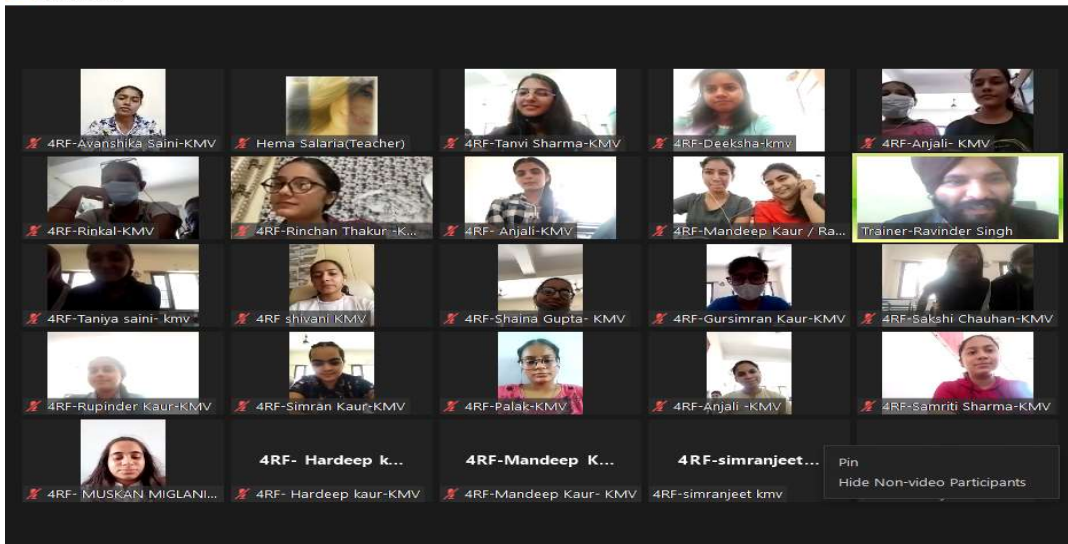 4RF-Avanshika Saini-KMV
Hema Salaria(Teacher)
4RF-Tanvi Sharma-KMV
4RF-Deeksha-kmv
4RF-Anjali- KMV
4RF-Rinkal-KMV
4RF-Rinchan Thakur -K...
4RF- Anjali-KMV
4RF-Mandeep Kaur / Ra...
Trainer-Ravinder Singh
4RF-Taniya saini- kmv
4RF shivani KMV
4RF-Shaina Gupta- KMV
4RF-Gursimran Kaur-KMV
4RF-Sakshi Chauhan-KMV
4RF-Rupinder Kaur-KMV
4RF-Simran Kaur-KMV
4RF-Palak-KMV
4RF-Anjali -KMV
4RF-Samriti Sharma-KMV
4RF- MUSKAN MIGLANI...
4RF- Hardeep k...
4RF- Hardeep kaur-KMV
4RF-Mandeep K...
4RF-Mandeep Kaur- KMV
4RF-simranjeet...
4RF-simranjeet kmv
Pin
Hide Non-video Participants